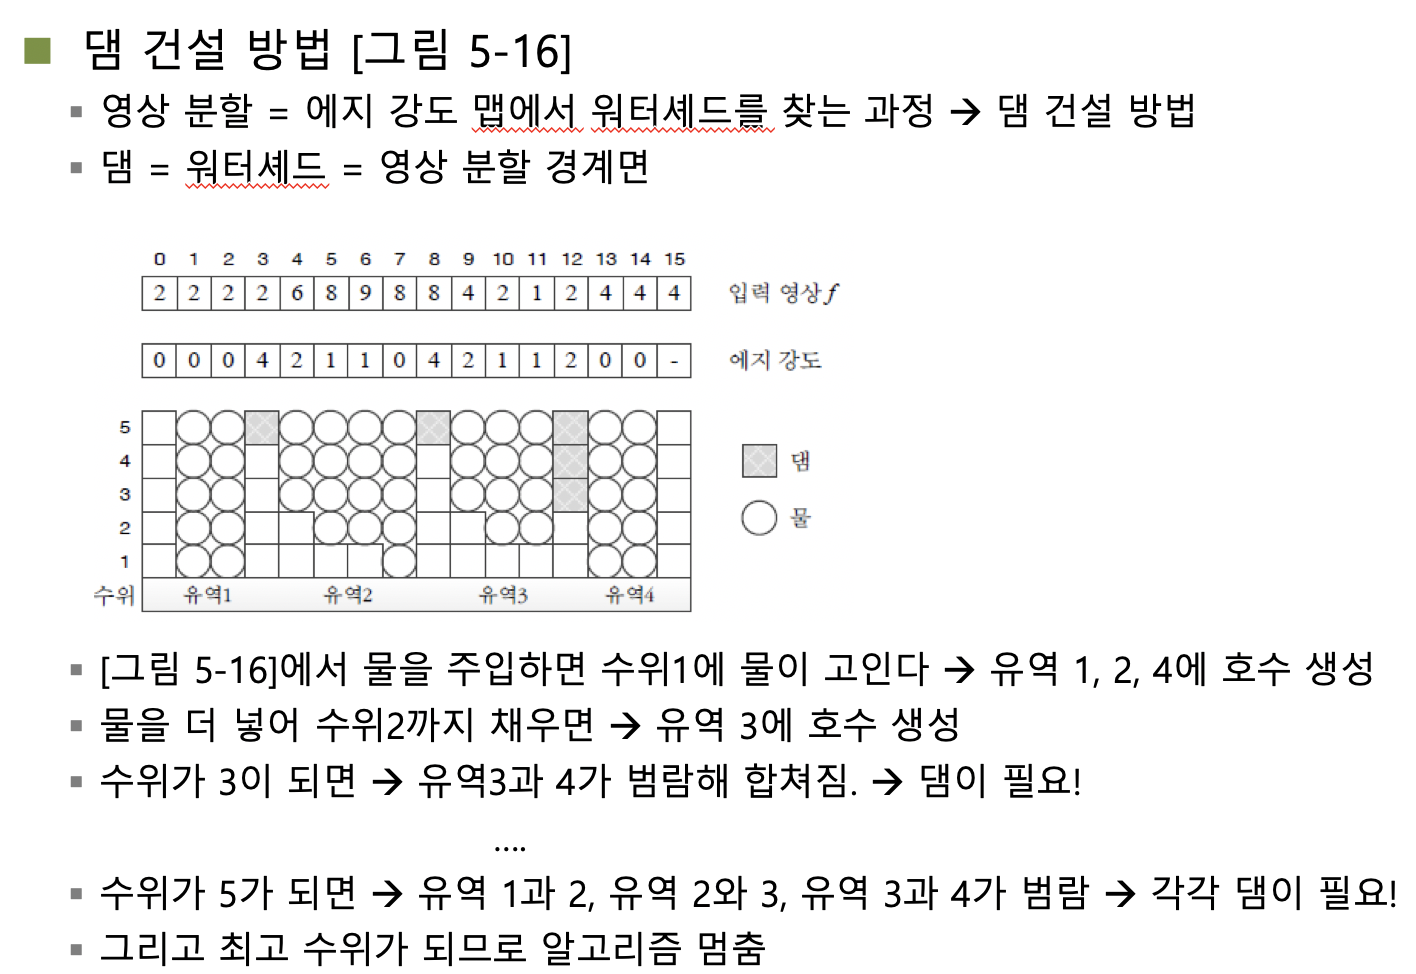 댐 건설 방법 [그림 5-16]
영상 분할 = 에지 강도 맵에서 워터셰드를 찾는 과정 → 댐 건설 방법
댐 = 워터셰드 = 영상 분할 경계면
0 1 2 3 4 5 6 7 8 9 10 11 12 13 14 15
2 2 2 2 6 8 9 8 8 4 2 1 2 4 4 4 입력 영상 f
0 0 0 4 2 1 1 0 4 2 1 1 2 0 0 - 에지 강도
5
4 댐
3
2 물
1
수위 유역1 유역2 유역3 유역4
[그림 5-16]에서 물을 주입하면 수위1에 물이 고인다 → 유역 1, 2, 4에 호수 생성
물을 더 넣어 수위2까지 채우면 → 유역 3에 호수 생성
수위가 3이 되면 → 유역3과 4가 범람해 합쳐짐. → 댐이 필요!
....
수위가 5가 되면 → 유역 1과 2, 유역 2와 3, 유역 3과 4가 범람 → 각각 댐이 필요!
그리고 최고 수위가 되므로 알고리즘 멈춤